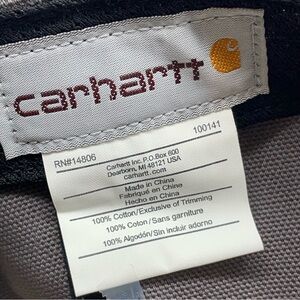 carhartt
RN#14806
100141
Carhartt Inc. P.O.Box 600
Dearborn, MI 48121 USA
carhartt.com
Made in China
Fabriqué en China
Hecho en China
100% Cotton/Exclusive of Trimming
100% Coton/Sans garniture
100% Algodón/Sin incluir adorno